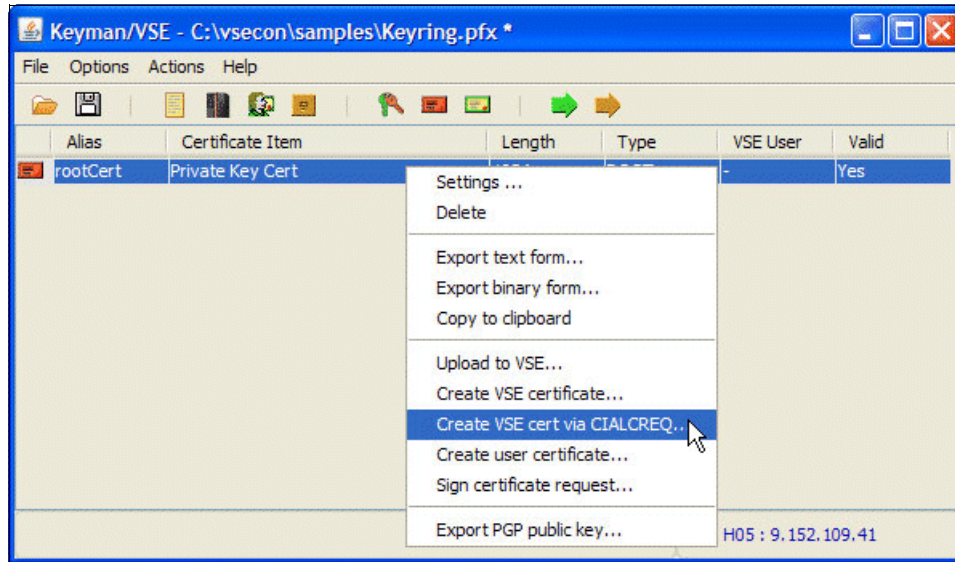 Keyman/VSE - C:\vsecon\samples\Keyring.pfx *
File Options Actions Help
Alias Certificate Item Length Type VSE User Valid
rootCert Private Key Cert - Yes
Settings ...
Delete
Export text form...
Export binary form...
Copy to clipboard
Upload to VSE...
Create VSE certificate...
Create VSE cert via CIALCREQ...
Create user certificate...
Sign certificate request...
Export PGP public key...
H05 : 9.152.109.41